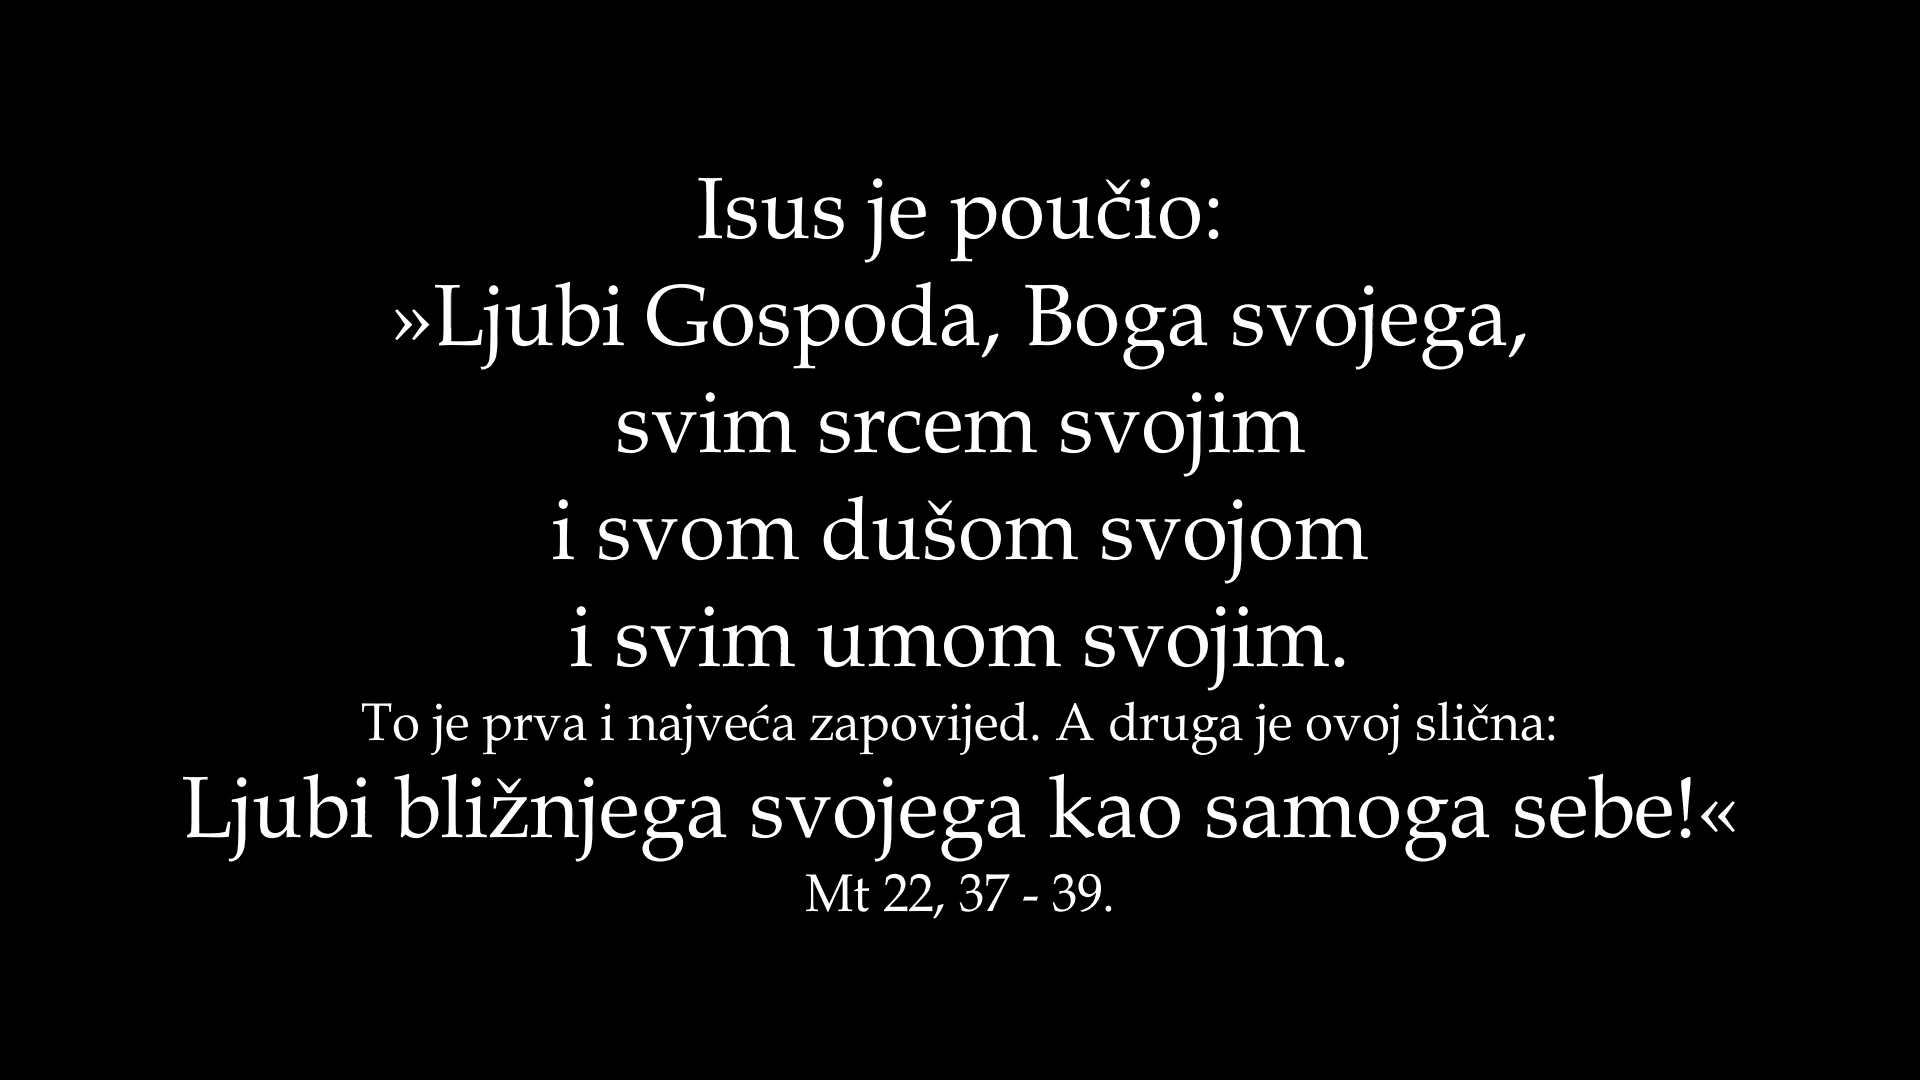 Isus je poučio:
»Ljubi Gospoda, Boga svojega,
svim srcem svojim
i svom dušom svojom
i svim umom svojim.
To je prva i najveća zapovijed. A druga je ovoj slična:
Ljubi bližnjega svojega kao samoga sebe!«
Mt 22, 37 - 39.